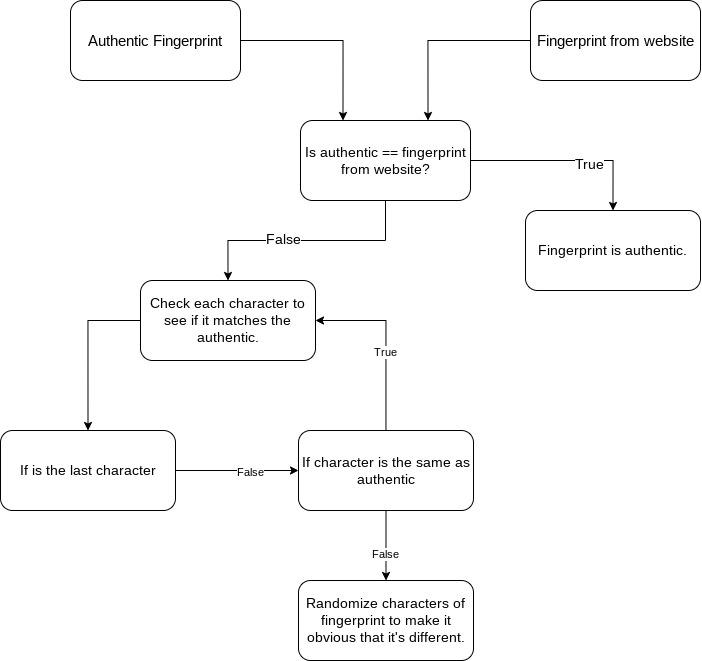 Authentic Fingerprint
Fingerprint from website
Is authentic == fingerprint
from website?
True
Fingerprint is authentic.
False
Check each character to
see if it matches the
authentic.
True
If is the last character
False
If character is the same as
authentic
False
Randomize characters of
fingerprint to make it
obvious that it's different.